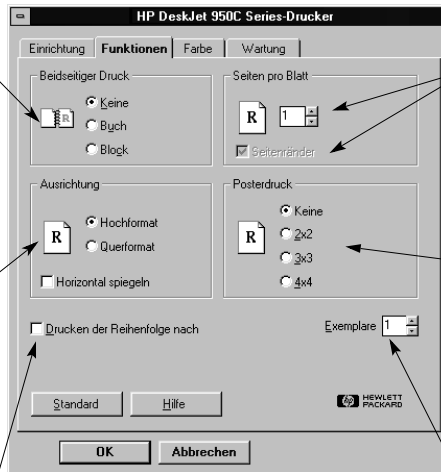 HP DeskJet 950C Series-Drucker
Einrichtung Funktionen Farbe Wartung
Beidseitiger Druck
Keine
Buch
Block
Seiten pro Blatt
1
Seitenränder
Ausrichtung
Hochformat
Querformat
Horizontal spiegeln
Posterdruck
Keine
2x2
3x3
4x4
Drucken der Reihenfolge nach
Exemplare 1
Standard Hilfe
hp HEWLETT
PACKARD
OK Abbrechen